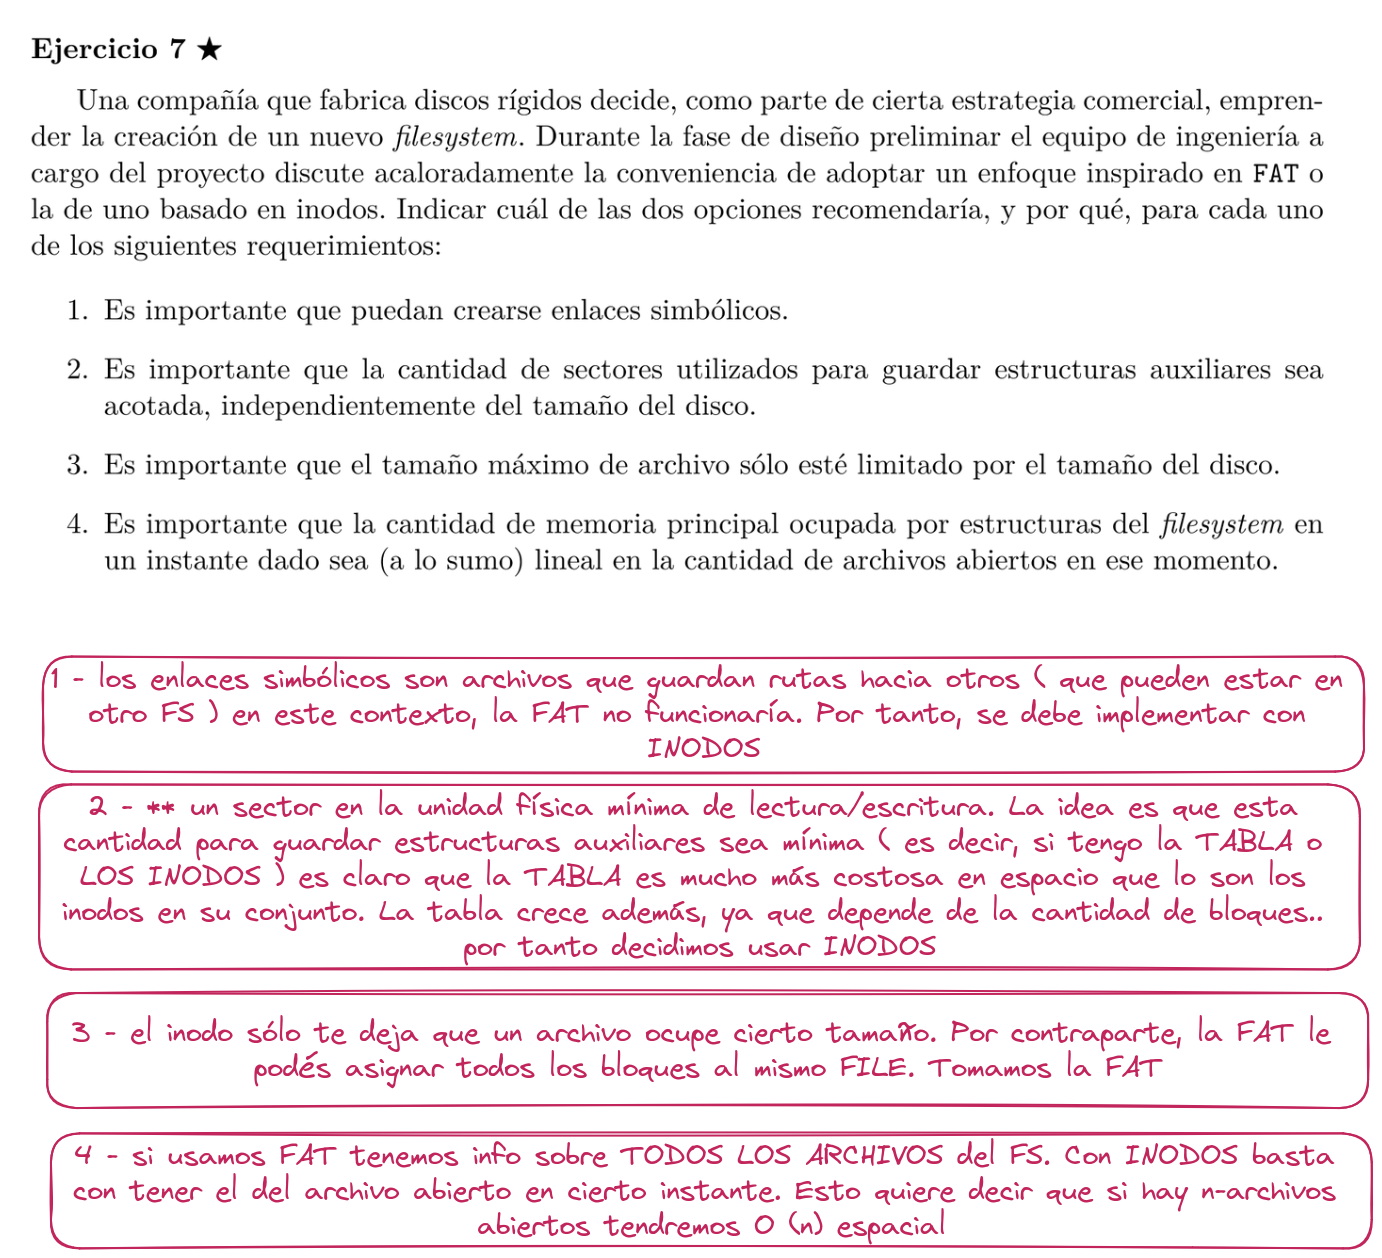 Ejercicio 7 ★
Una compañía que fabrica discos rígidos decide, como parte de cierta estrategia comercial, empren-
der la creación de un nuevo filesystem. Durante la fase de diseño preliminar el equipo de ingeniería a
cargo del proyecto discute acaloradamente la conveniencia de adoptar un enfoque inspirado en FAT o
la de uno basado en inodos. Indicar cuál de las dos opciones recomendaría, y por qué, para cada uno
de los siguientes requerimientos:
1. Es importante que puedan crearse enlaces simbólicos.
2. Es importante que la cantidad de sectores utilizados para guardar estructuras auxiliares sea
acotada, independientemente del tamaño del disco.
3. Es importante que el tamaño máximo de archivo sólo esté limitado por el tamaño del disco.
4. Es importante que la cantidad de memoria principal ocupada por estructuras del filesystem en
un instante dado sea (a lo sumo) lineal en la cantidad de archivos abiertos en ese momento.
1 - los enlaces simbólicos son archivos que guardan rutas hacia otros ( que pueden estar en
otro FS ) en este contexto, la FAT no funcionaría. Por tanto, se debe implementar con
INODOS
2 - ** un sector en la unidad física mínima de lectura/escritura. La idea es que esta
cantidad para guardar estructuras auxiliares sea mínima ( es decir, si tengo la TABLA o
LOS INODOS ) es claro que la TABLA es mucho más costosa en espacio que lo son los
inodos en su conjunto. La tabla crece además, ya que depende de la cantidad de bloques..
por tanto decidimos usar INODOS
3 - el inodo sólo te deja que un archivo ocupe cierto tamaño. Por contraparte, la FAT le
podés asignar todos los bloques al mismo FILE. Tomamos la FAT
4 - si usamos FAT tenemos info sobre TODOS LOS ARCHIVOS del FS. Con INODOS basta
con tener el del archivo abierto en cierto instante. Esto quiere decir que si hay n-archivos
abiertos tendremos O (n) espacial